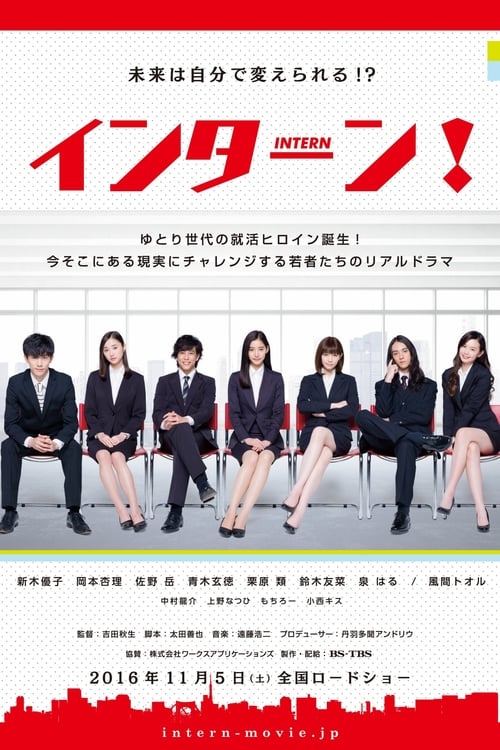 未来は自分で変えられる!?
インターン!
INTERN
ゆとり世代の就活ヒロイン誕生!
今そこにある現実にチャレンジする若者たちのリアルドラマ
新木優子 岡本杏理 佐野 岳 青木玄徳 栗原 類 鈴木友菜 泉 はる / 風間トオル
中村龍介 上野なつひ もちろー 小西キス
監督:吉田秋生 脚本:太田善也 音楽:遠藤浩二 プロデューサー:丹羽多聞アンドリウ
協賛:株式会社ワークスアプリケーションズ 製作・配給:BS-TBS
2016年11月5日(土)全国ロードショー
intern-movie.jp